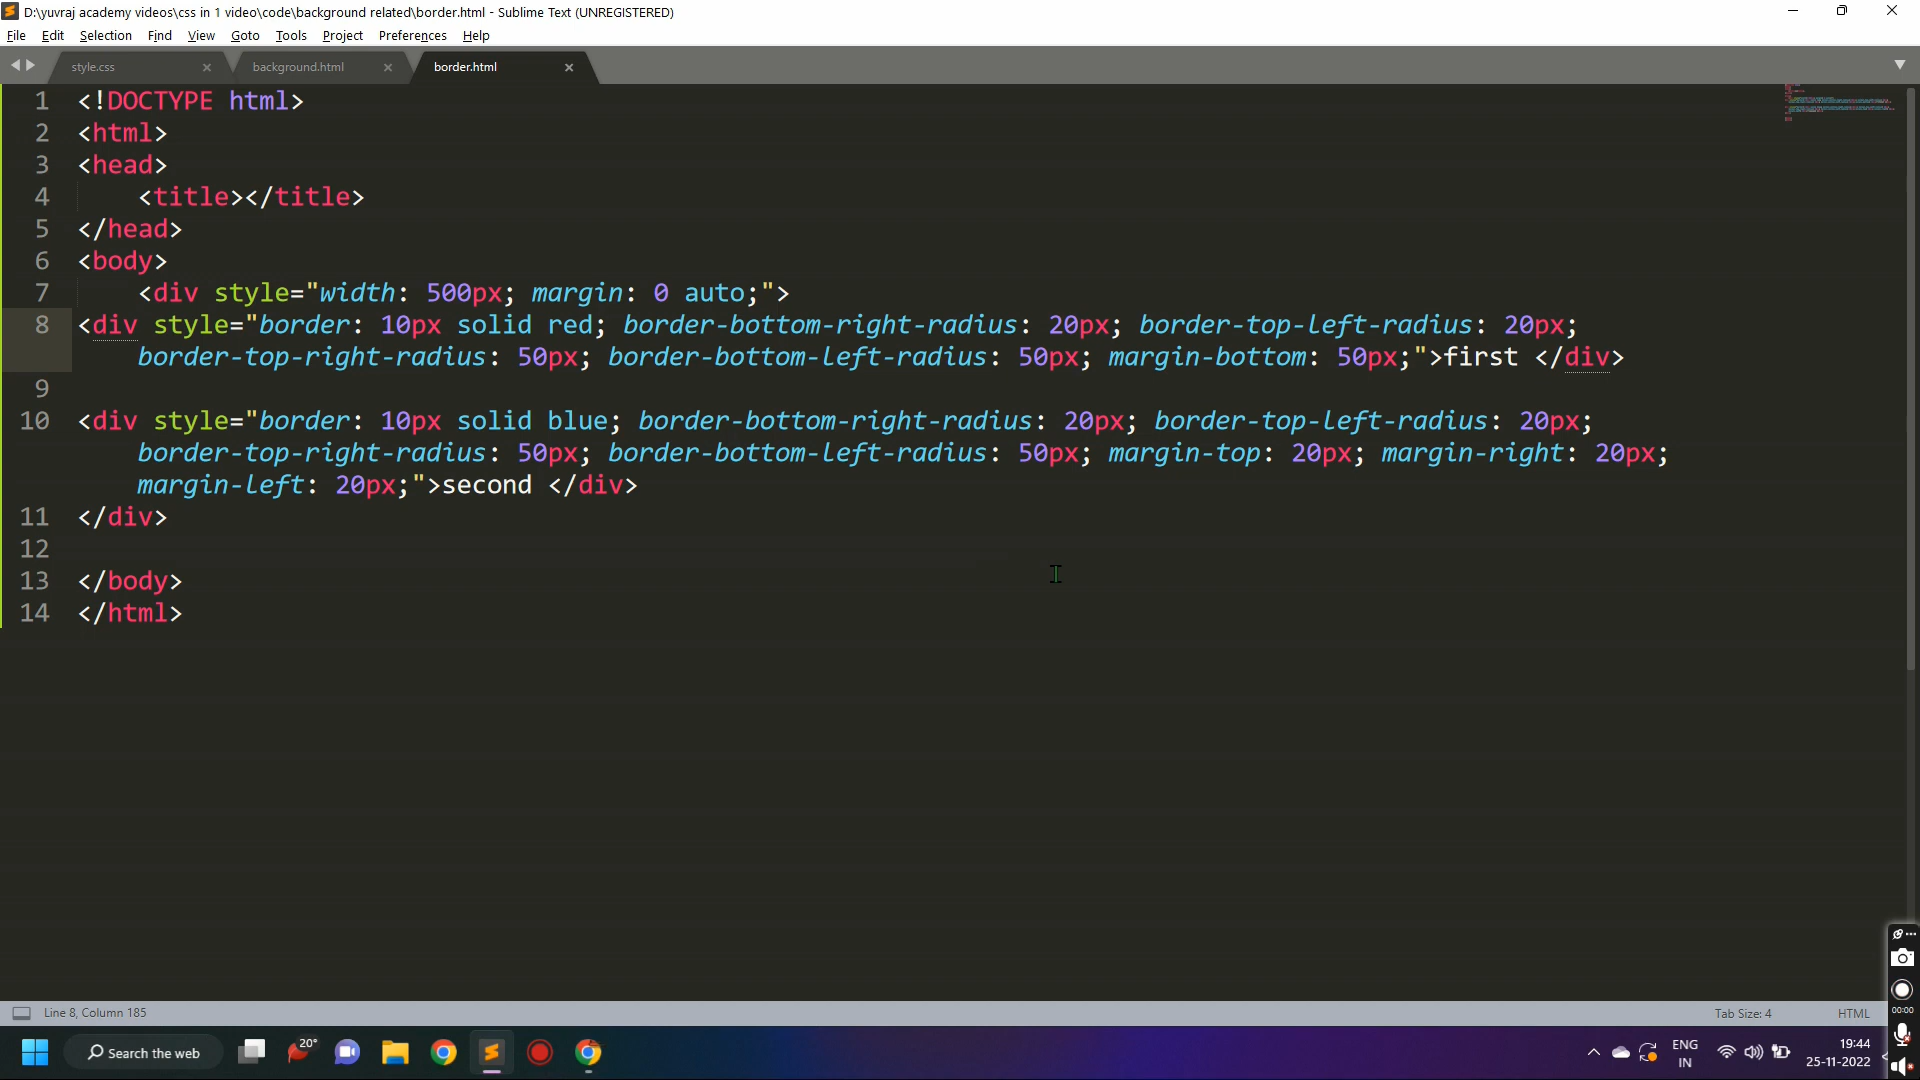 D:\yuvraj academy videos\css in 1 video\code\background related\border.html - Sublime Text (UNREGISTERED)
File Edit Selection Find View Goto Tools Project Preferences Help
style.css background.html border.html
1 <!DOCTYPE html>
2 <html>
3 <head>
4 <title></title>
5 </head>
6 <body>
7 <div style="width: 500px; margin: 0 auto;">
8 <div style="border: 10px solid red; border-bottom-right-radius: 20px; border-top-left-radius: 20px;
border-top-right-radius: 50px; border-bottom-left-radius: 50px; margin-bottom: 50px;">first </div>
9
10 <div style="border: 10px solid blue; border-bottom-right-radius: 20px; border-top-left-radius: 20px;
border-top-right-radius: 50px; border-bottom-left-radius: 50px; margin-top: 20px; margin-right: 20px;
margin-left: 20px;">second </div>
11 </div>
12
13 </body>
14 </html>
00:00
Line 8, Column 185 Tab Size: 4 HTML
Search the web 20° ENG 19:44
IN 25-11-2022